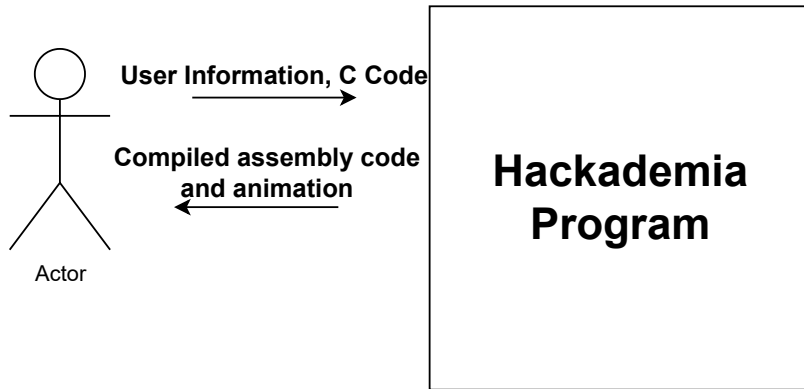 User Information, C Code
Compiled assembly code
and animation
Hackademia
Program
Actor